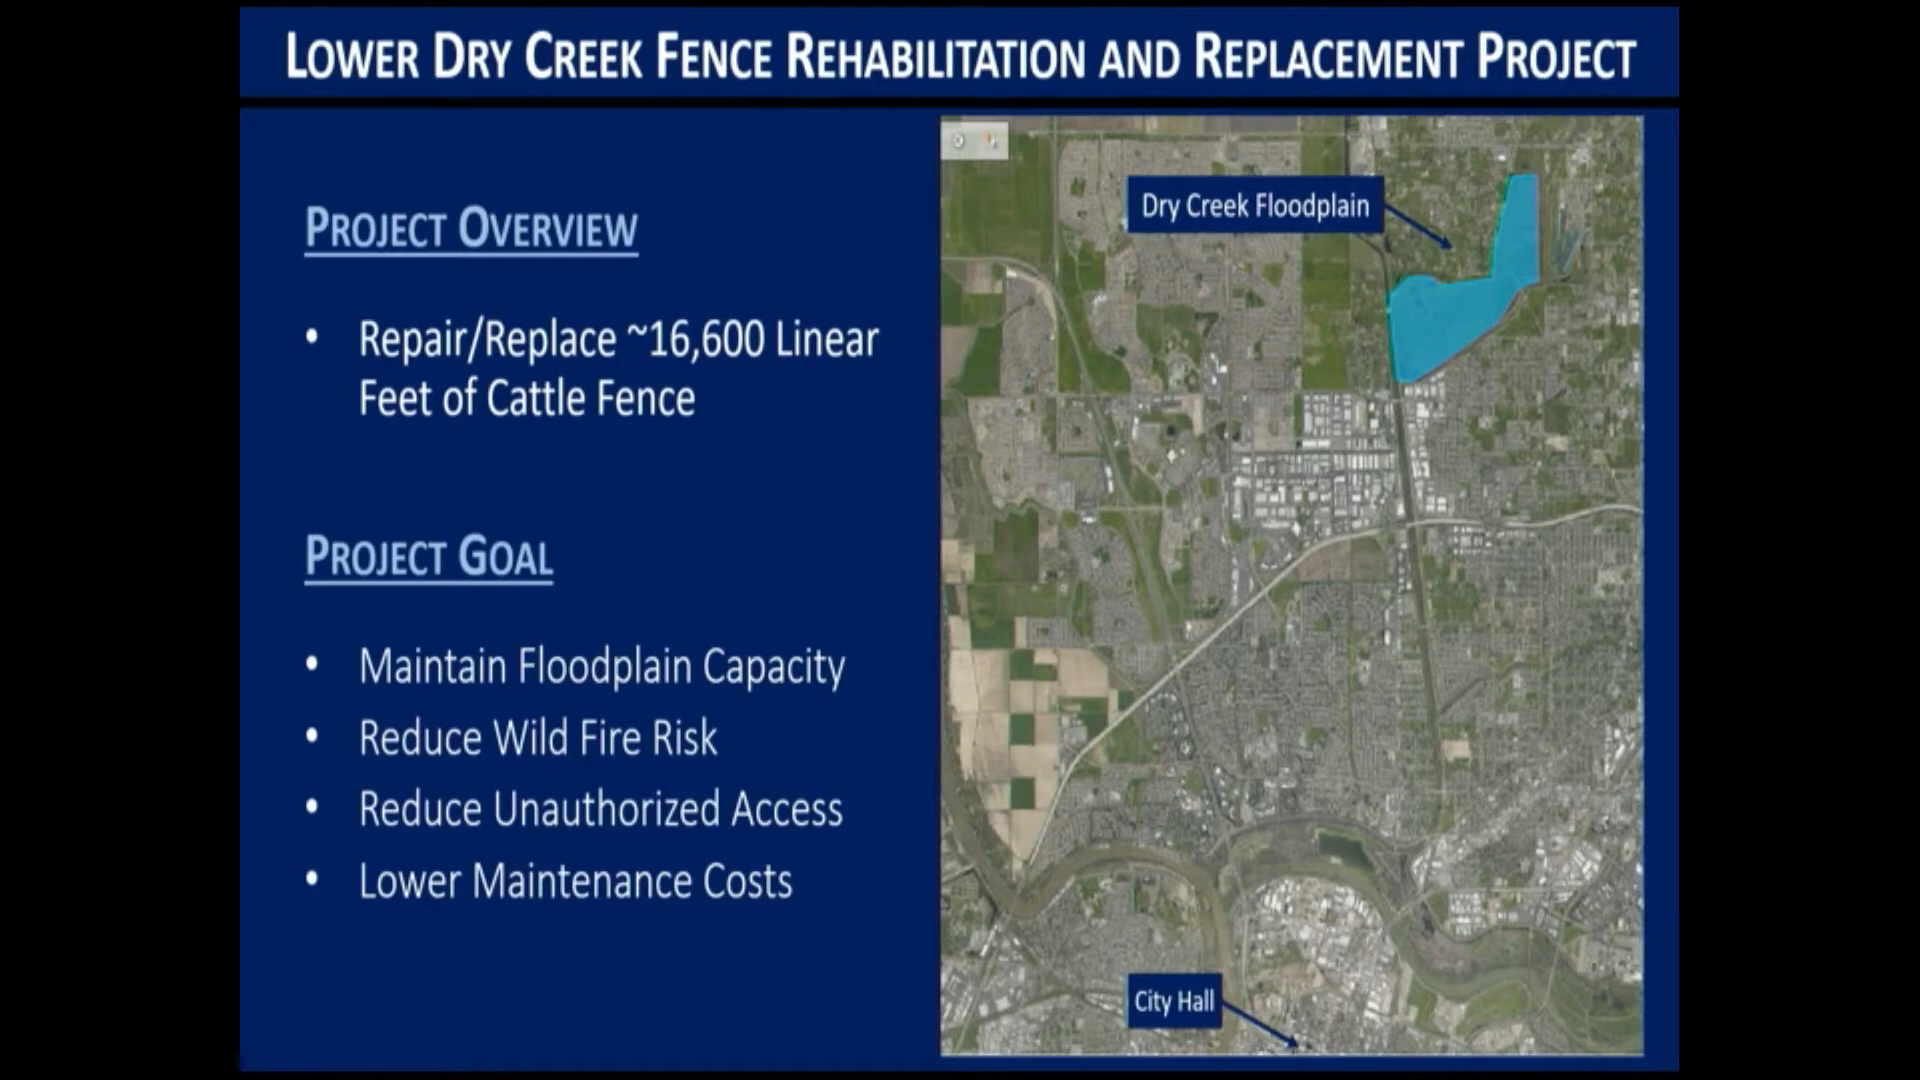 LOWER DRY CREEK FENCE REHABILITATION AND REPLACEMENT PROJECT
PROJECT OVERVIEW
• Repair/Replace ~16,600 Linear
Feet of Cattle Fence
PROJECT GOAL
• Maintain Floodplain Capacity
• Reduce Wild Fire Risk
• Reduce Unauthorized Access
• Lower Maintenance Costs
Dry Creek Floodplain
City Hall